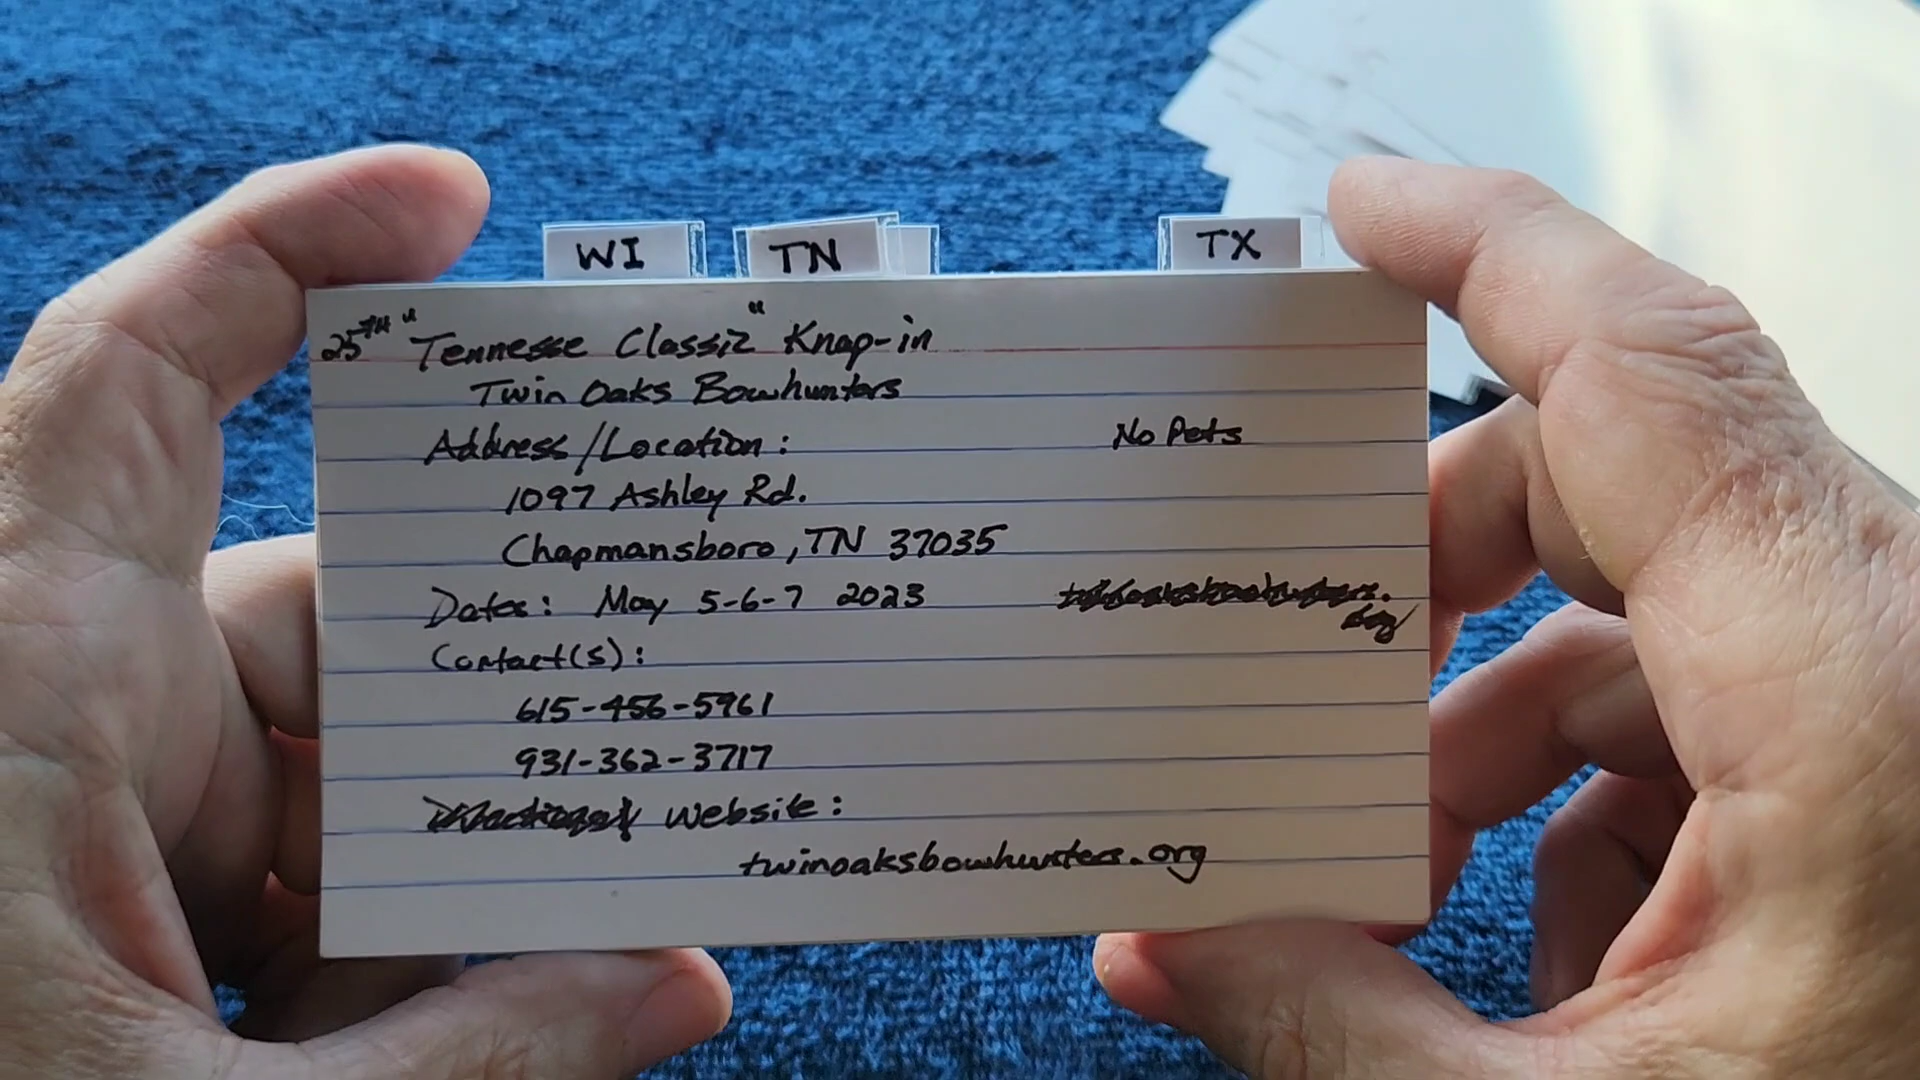 WI TN TX
25TH "Tennesse Classic" Knap-in
Twin Oaks Bowhunters
Address/Location: No Pets
1097 Ashley Rd.
Chapmansboro, TN 37035
Dates: May 5-6-7 2023
Contact(s):
615-456-5961
931-362-3717
Website:
twinoaksbowhunters.org